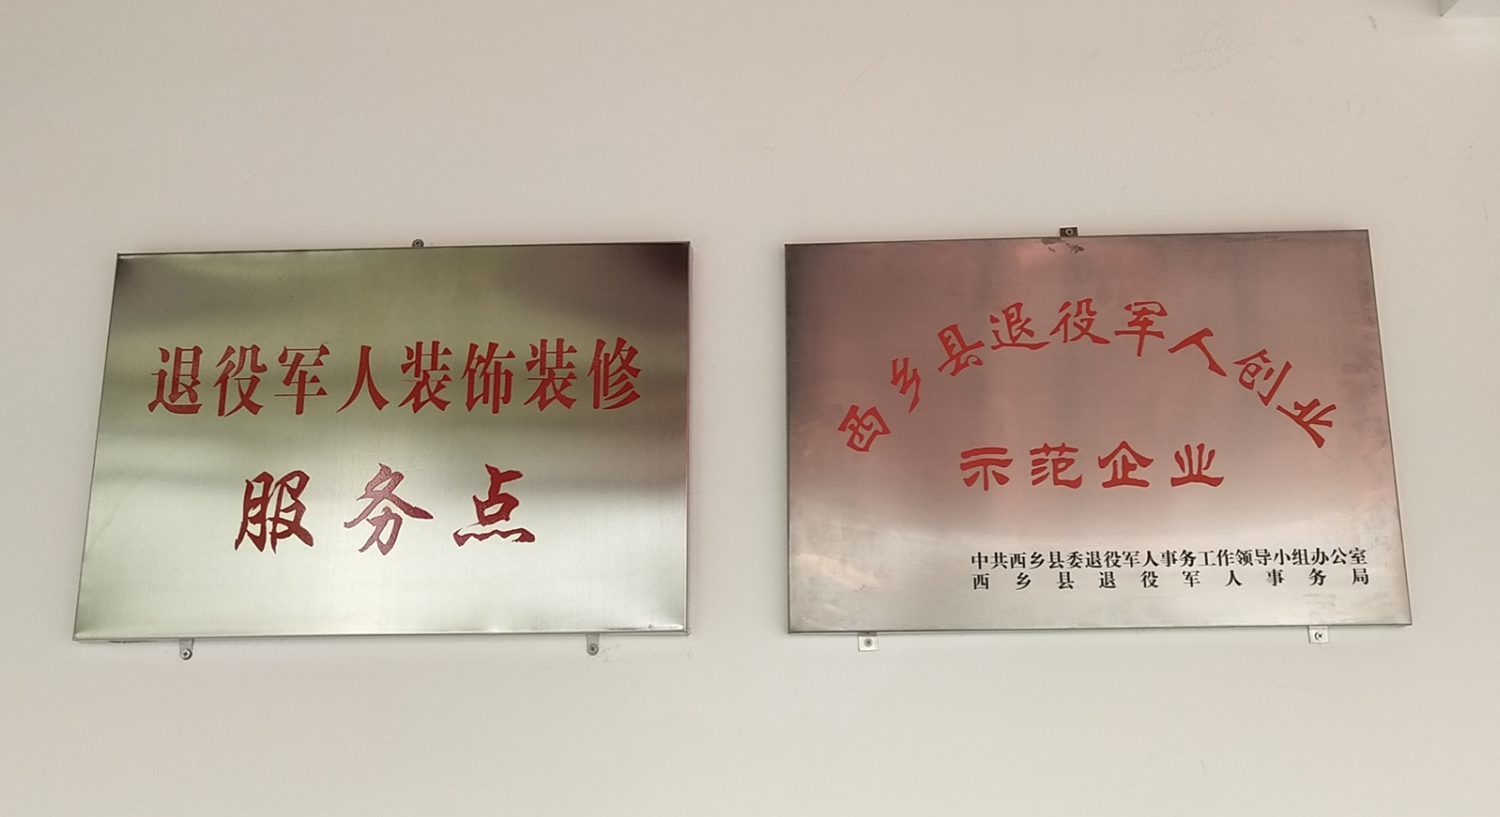 退役军人装饰装修
服务点
西乡县退役军人创业
示范企业
中共西乡县委退役军人事务工作领导小组办公室
西乡县退役军人事务局